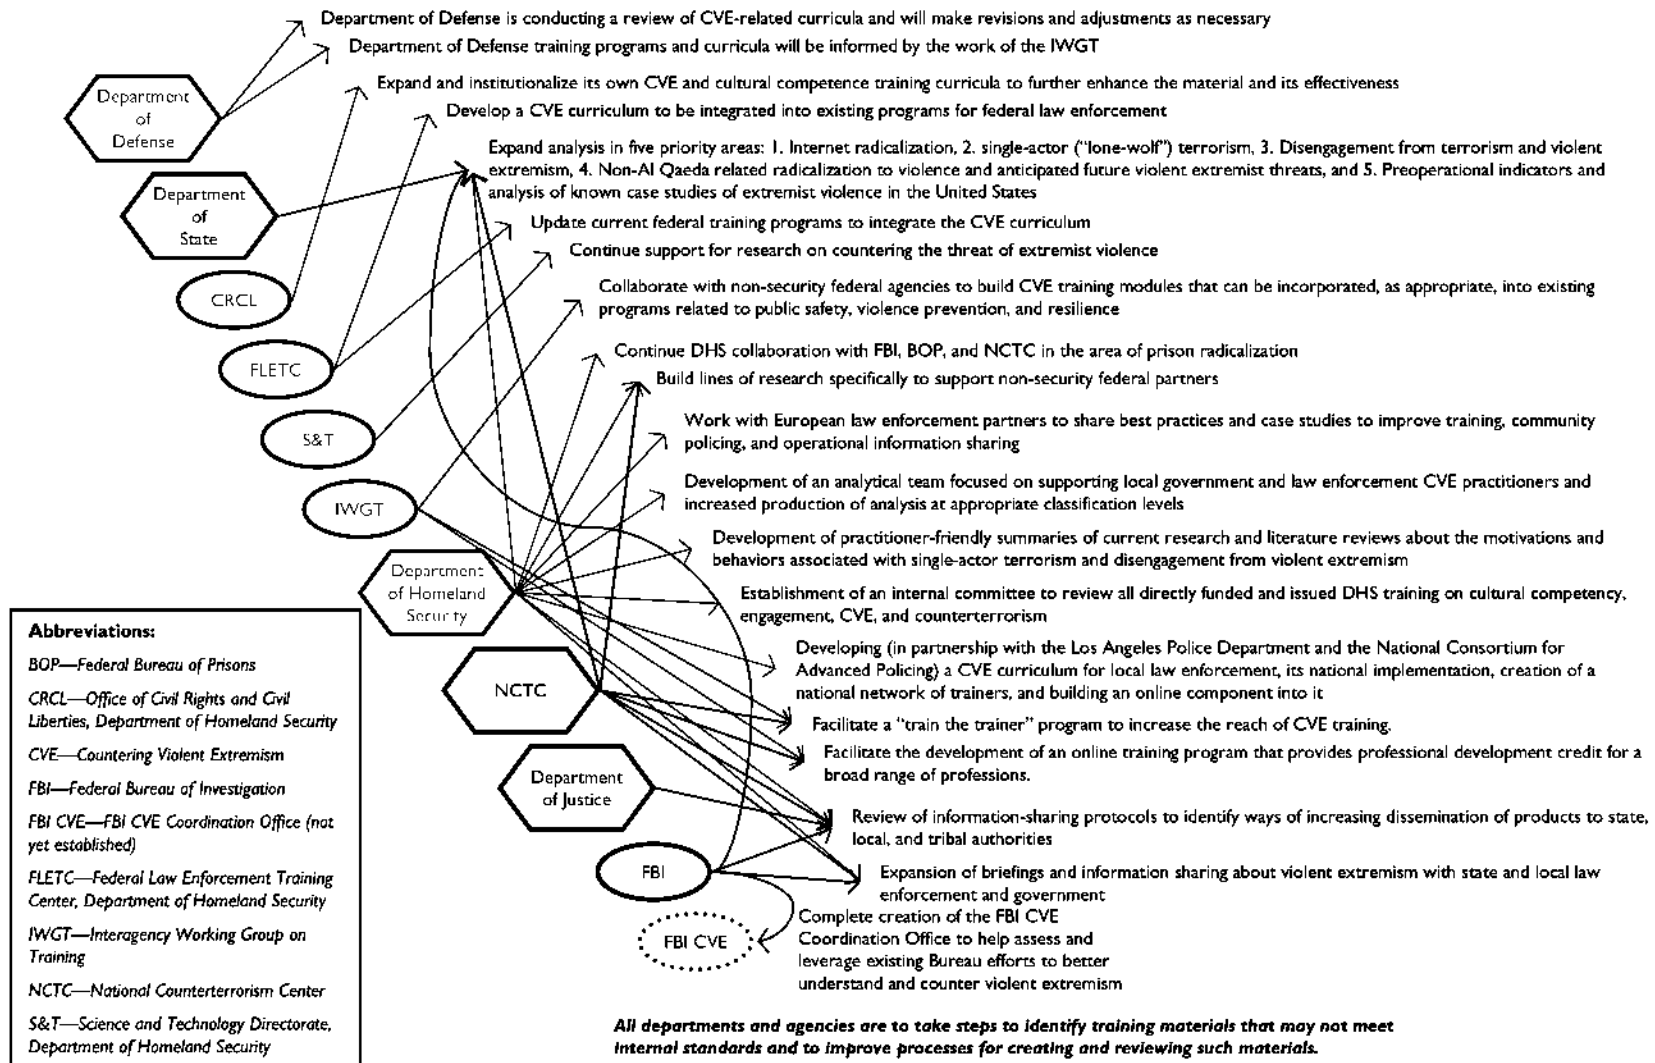 Department of Defense is conducting a review of CVE-related curricula and will make revisions and adjustments as necessary
Department of Defense training programs and curricula will be informed by the work of the IWGT
Department
of
Defense
Expand and institutionalize its own CVE and cultural competence training curricula to further enhance the material and its effectiveness
Develop a CVE curriculum to be integrated into existing programs for federal law enforcement
Expand analysis in five priority areas: 1. Internet radicalization, 2. single-actor (“lone-wolf”) terrorism, 3. Disengagement from terrorism and violent
extremism, 4. Non-Al Qaeda related radicalization to violence and anticipated future violent extremist threats, and 5. Preoperational indicators and
analysis of known case studies of extremist violence in the United States
Department
of
State
Update current federal training programs to integrate the CVE curriculum
Continue support for research on countering the threat of extremist violence
CRCL
Collaborate with non-security federal agencies to build CVE training modules that can be incorporated, as appropriate, into existing
programs related to public safety, violence prevention, and resilience
Continue DHS collaboration with FBI, BOP, and NCTC in the area of prison radicalization
FLETC
Build lines of research specifically to support non-security federal partners
S&T
Work with European law enforcement partners to share best practices and case studies to improve training, community
policing, and operational information sharing
IWGT
Development of an analytical team focused on supporting local government and law enforcement CVE practitioners and
increased production of analysis at appropriate classification levels
Development of practitioner-friendly summaries of current research and literature reviews about the motivations and
behaviors associated with single-actor terrorism and disengagement from violent extremism
Department
of Homeland
Security
Establishment of an internal committee to review all directly funded and issued DHS training on cultural competency,
engagement, CVE, and counterterrorism
Developing (in partnership with the Los Angeles Police Department and the National Consortium for
Advanced Policing) a CVE curriculum for local law enforcement, its national implementation, creation of a
national network of trainers, and building an online component into it
NCTC
Facilitate a “train the trainer” program to increase the reach of CVE training.
Facilitate the development of an online training program that provides professional development credit for a
broad range of professions.
Department
of Justice
Review of information-sharing protocols to identify ways of increasing dissemination of products to state,
local, and tribal authorities
FBI
Expansion of briefings and information sharing about violent extremism with state and local law
enforcement and government
FBI CVE
Complete creation of the FBI CVE
Coordination Office to help assess and
leverage existing Bureau efforts to better
understand and counter violent extremism
Abbreviations:
BOP—Federal Bureau of Prisons
CRCL—Office of Civil Rights and Civil
Liberties, Department of Homeland Security
CVE—Countering Violent Extremism
FBI—Federal Bureau of Investigation
FBI CVE—FBI CVE Coordination Office (not
yet established)
FLETC—Federal Law Enforcement Training
Center, Department of Homeland Security
IWGT—Interagency Working Group on
Training
NCTC—National Counterterrorism Center
S&T—Science and Technology Directorate,
Department of Homeland Security
All departments and agencies are to take steps to identify training materials that may not meet
internal standards and to improve processes for creating and reviewing such materials.